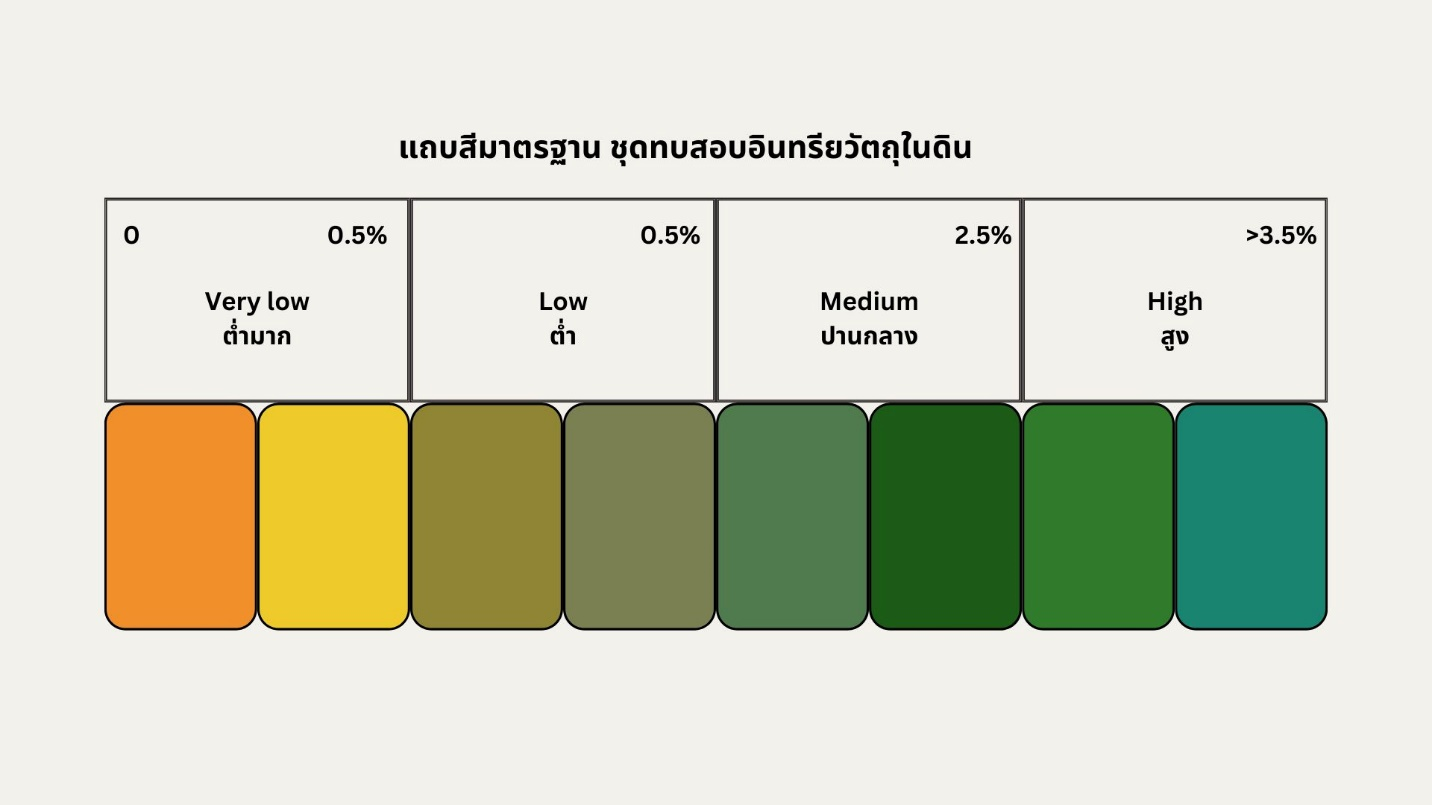 แถบสีมาตรฐาน ชุดทบสอบอินทรียวัตถุในดิน
0 0.5% 0.5% 2.5% >3.5%
Very low Low Medium High
ต่ำมาก ต่ำ ปานกลาง สูง